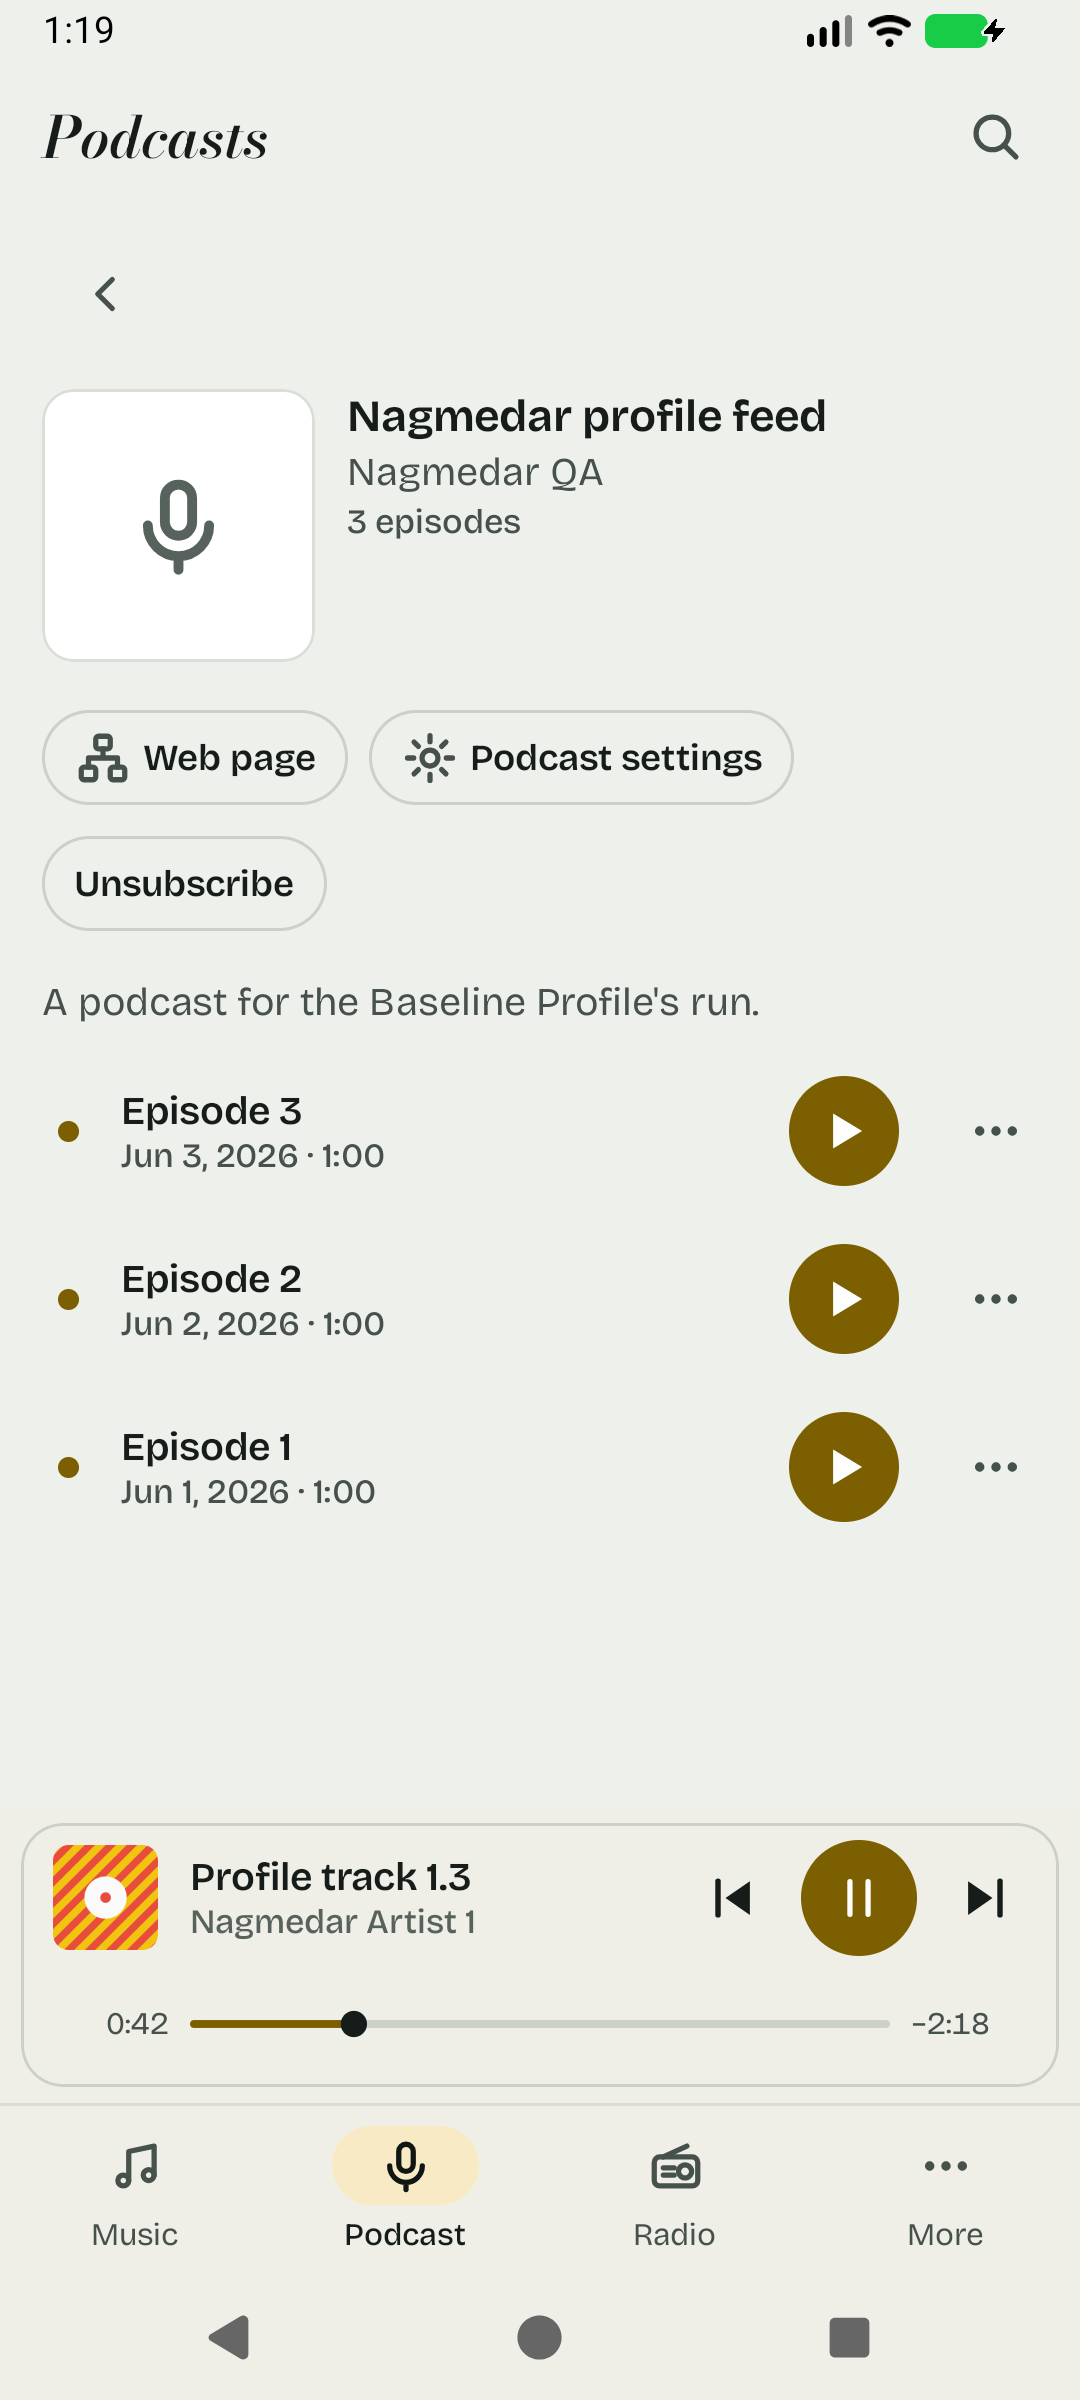 1:19
Podcasts
Nagmedar profile feed
Nagmedar QA
3 episodes
Web page
Podcast settings
Unsubscribe
A podcast for the Baseline Profile's run.
Episode 3
Jun 3, 2026 · 1:00
Episode 2
Jun 2, 2026 · 1:00
Episode 1
Jun 1, 2026 · 1:00
Profile track 1.3
Nagmedar Artist 1
0:42
-2:18
Music
Podcast
Radio
More